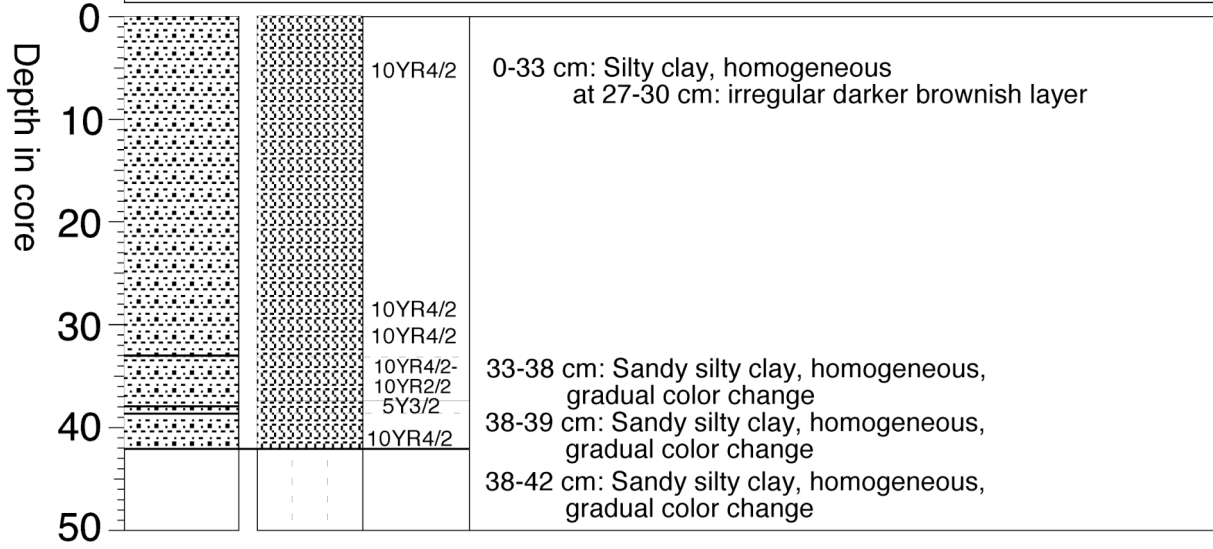 Depth in core
0
10
20
30
40
50
10YR4/2
10YR4/2
10YR4/2
10YR4/2-
10YR2/2
5Y3/2
10YR4/2
0-33 cm: Silty clay, homogeneous
at 27-30 cm: irregular darker brownish layer
33-38 cm: Sandy silty clay, homogeneous,
gradual color change
38-39 cm: Sandy silty clay, homogeneous,
gradual color change
38-42 cm: Sandy silty clay, homogeneous,
gradual color change